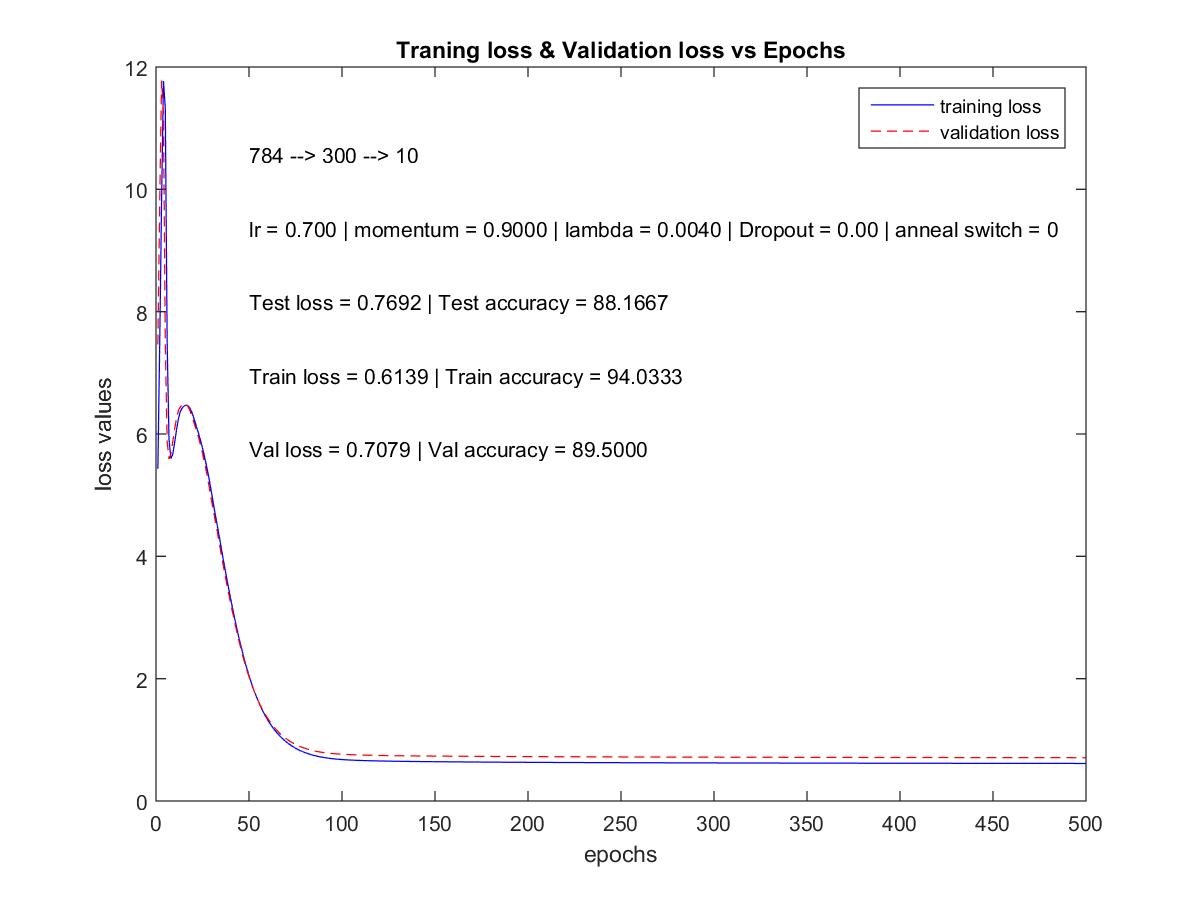 Traning loss & Validation loss vs Epochs
12
training loss
validation loss
784 --> 300 --> 10
10
lr = 0.700 | momentum = 0.9000 | lambda = 0.0040 | Dropout = 0.00 | anneal switch = 0
Test loss = 0.7692 | Test accuracy = 88.1667
8
Train loss = 0.6139 | Train accuracy = 94.0333
loss values
6
Val loss = 0.7079 | Val accuracy = 89.5000
4
2
0
0 50 100 150 200 250 300 350 400 450 500
epochs